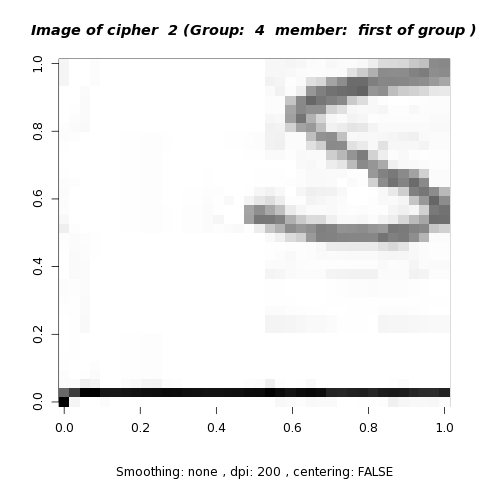 Image of cipher 2 (Group: 4 member: first of group )
1.0
0.8
0.6
0.4
0.2
0.0
0.0 0.2 0.4 0.6 0.8 1.0
Smoothing: none , dpi: 200 , centering: FALSE